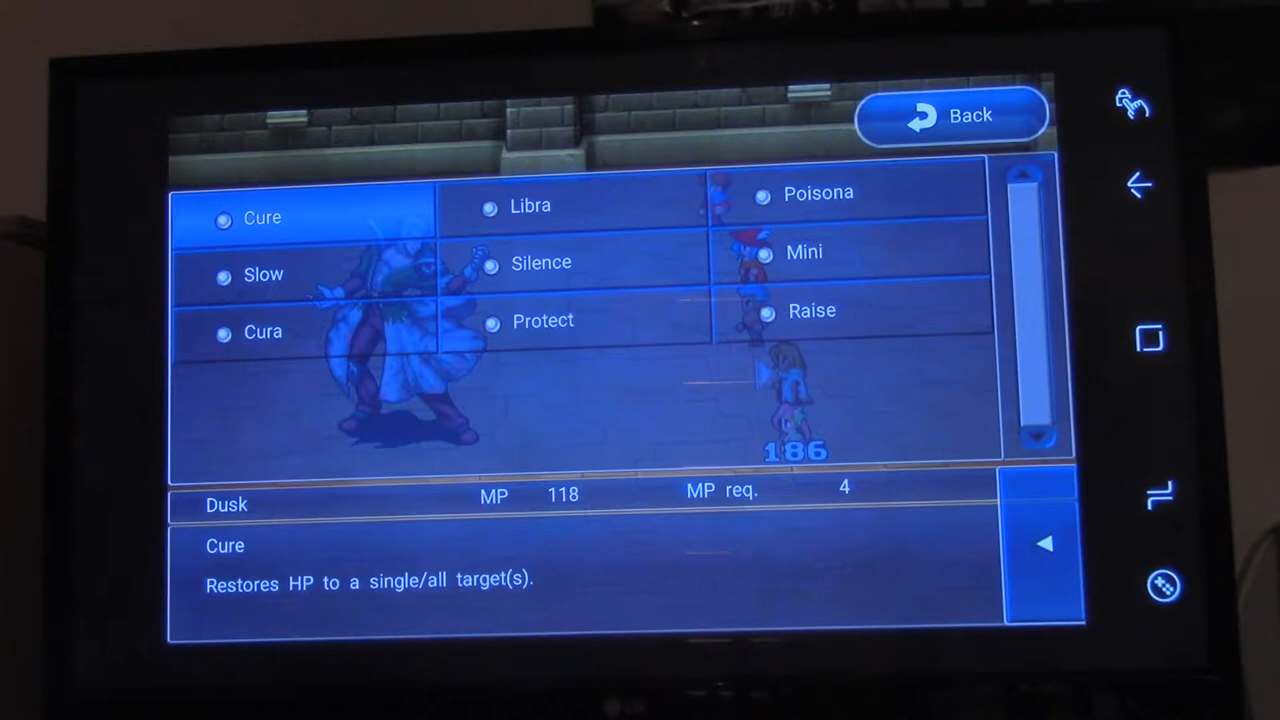 Back
Cure Libra Poisona
Slow Silence Mini
Cura Protect Raise
186
Dusk MP 118 MP req. 4
Cure
Restores HP to a single/all target(s).
LG